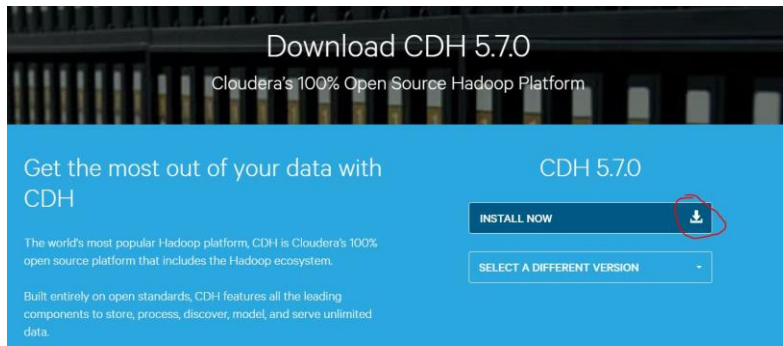 Download CDH 5.7.0
Cloudera's 100% Open Source Hadoop Platform
Get the most out of your data with
CDH
The world's most popular Hadoop platform, CDH is Cloudera's 100%
open source platform that includes the Hadoop ecosystem.
Built entirely on open standards, CDH features all the leading
components to store, process, discover, model, and serve unlimited
data.
CDH 5.7.0
INSTALL NOW
SELECT A DIFFERENT VERSION